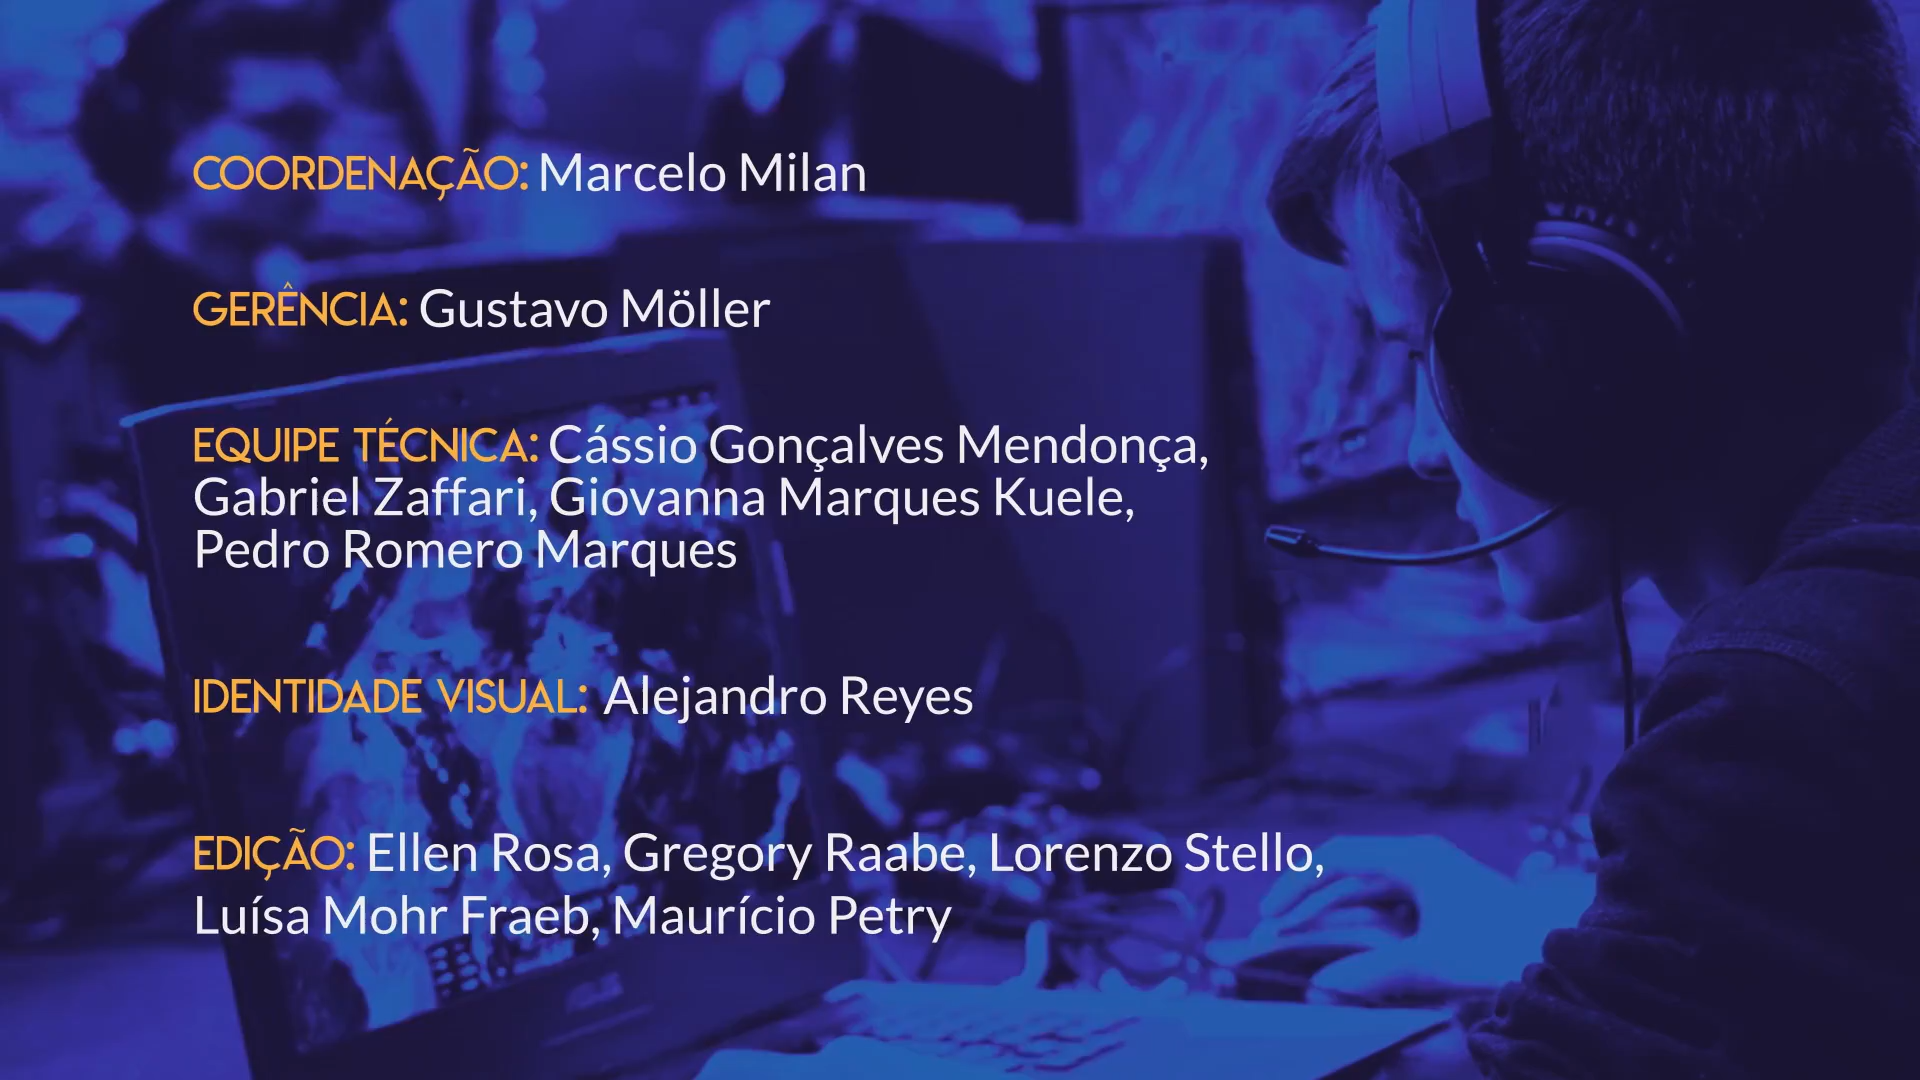 COORDENAÇÃO: Marcelo Milan
GERÊNCIA: Gustavo Möller
EQUIPE TÉCNICA: Cássio Gonçalves Mendonça,
Gabriel Zaffari, Giovanna Marques Kuele,
Pedro Romero Marques
IDENTIDADE VISUAL: Alejandro Reyes
EDIÇÃO: Ellen Rosa, Gregory Raabe, Lorenzo Stello,
Luísa Mohr Fraeb, Maurício Petry